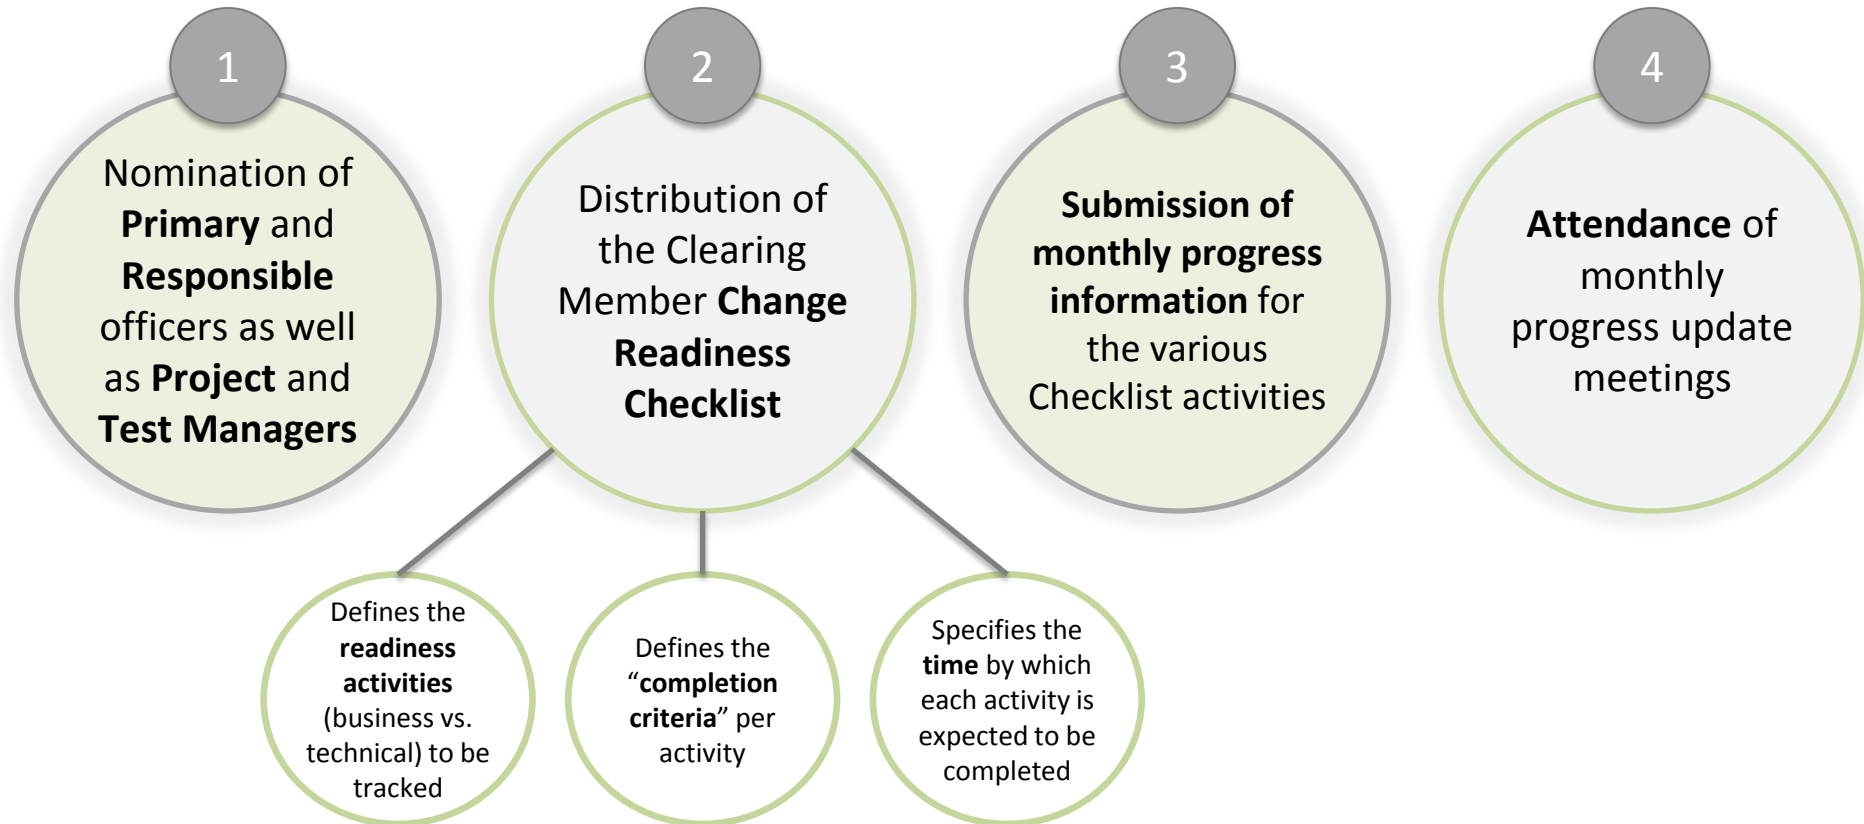 1
Nomination of
Primary and
Responsible
officers as well
as Project and
Test Managers
2
Distribution of
the Clearing
Member Change
Readiness
Checklist
3
Submission of
monthly progress
information for
the various
Checklist activities
4
Attendance of
monthly
progress update
meetings
Defines the
readiness
activities
(business vs.
technical) to be
tracked
Defines the
“completion
criteria” per
activity
Specifies the
time by which
each activity is
expected to be
completed